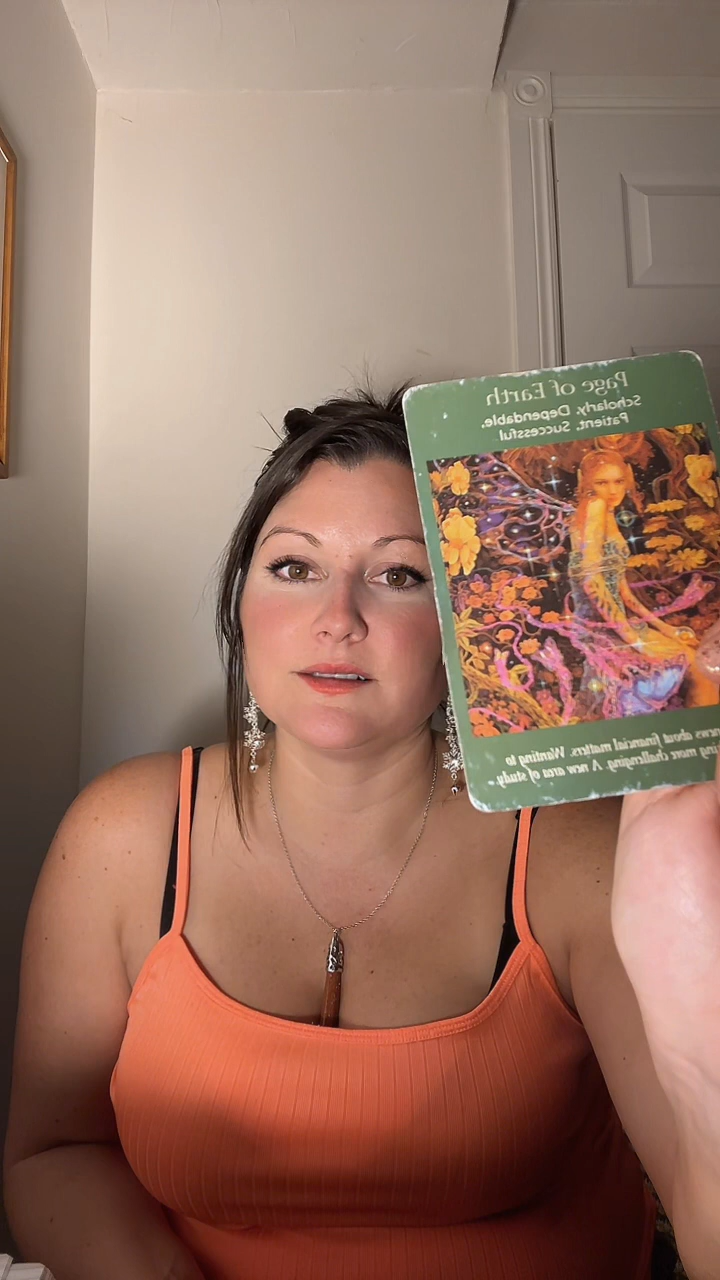 Page of Earth
Scholarly, Dependable,
Patient, Successful
news about financial matters. Wanting to
more challenging. A new area of study.